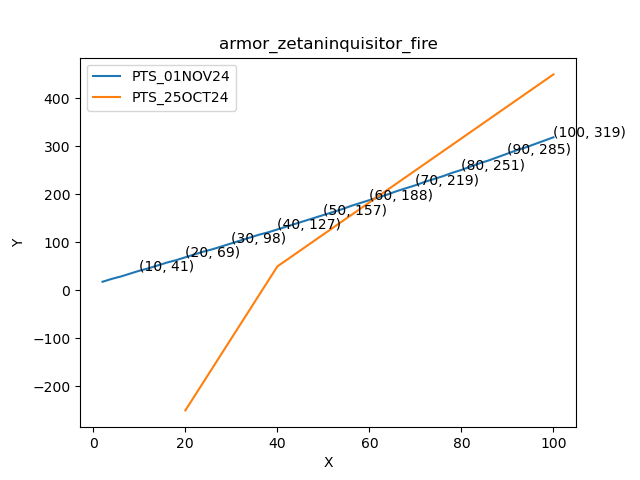 armor_zetaninquisitor_fire
PTS_01NOV24
PTS_25OCT24
(100, 319)
(90, 285)
(80, 251)
(70, 219)
(60, 188)
(50, 157)
(40, 127)
(30, 98)
(20, 69)
(10, 41)
400
300
200
100
0
−100
−200
Y
0 20 40 60 80 100
X